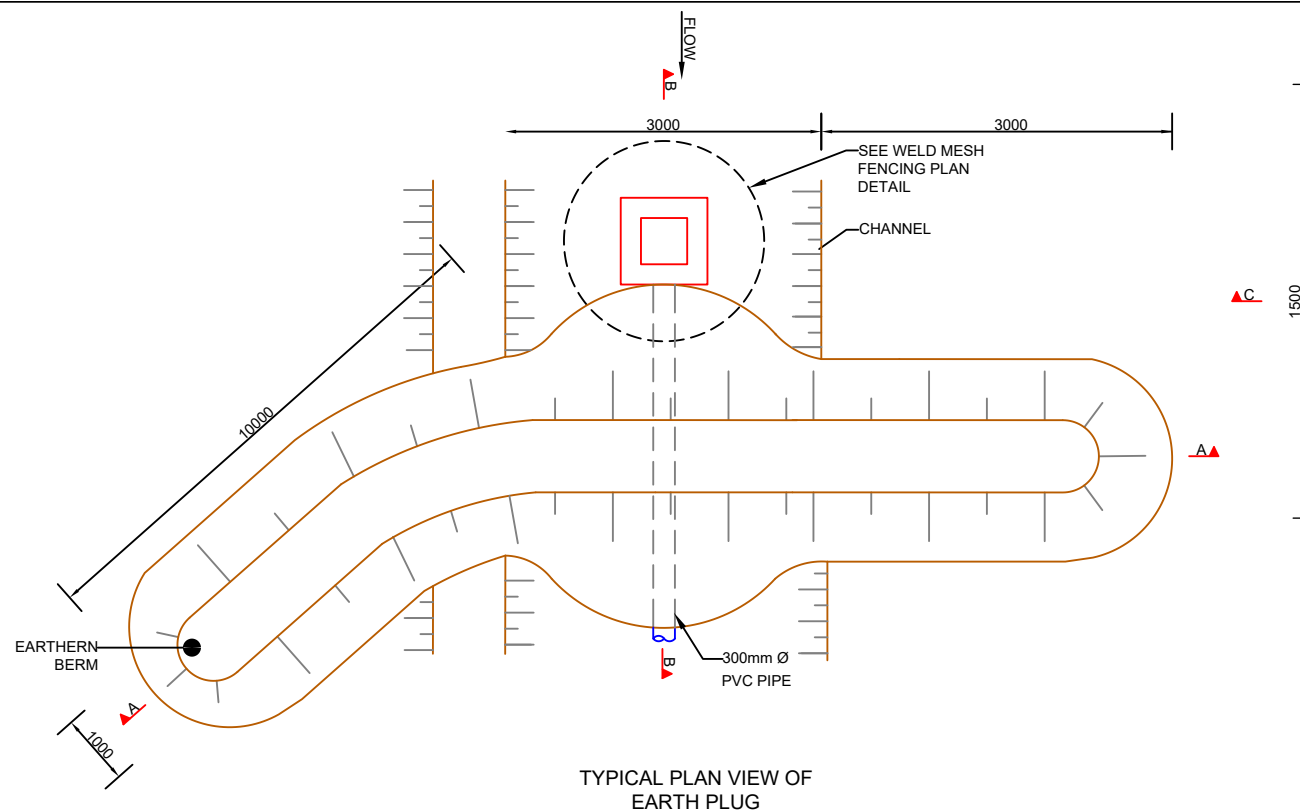 FLOW
B
3000
3000
SEE WELD MESH
FENCING PLAN
DETAIL
CHANNEL
C
1500
10000
A
EARTHERN
BERM
B
300mm Ø
PVC PIPE
A
1000
TYPICAL PLAN VIEW OF
EARTH PLUG